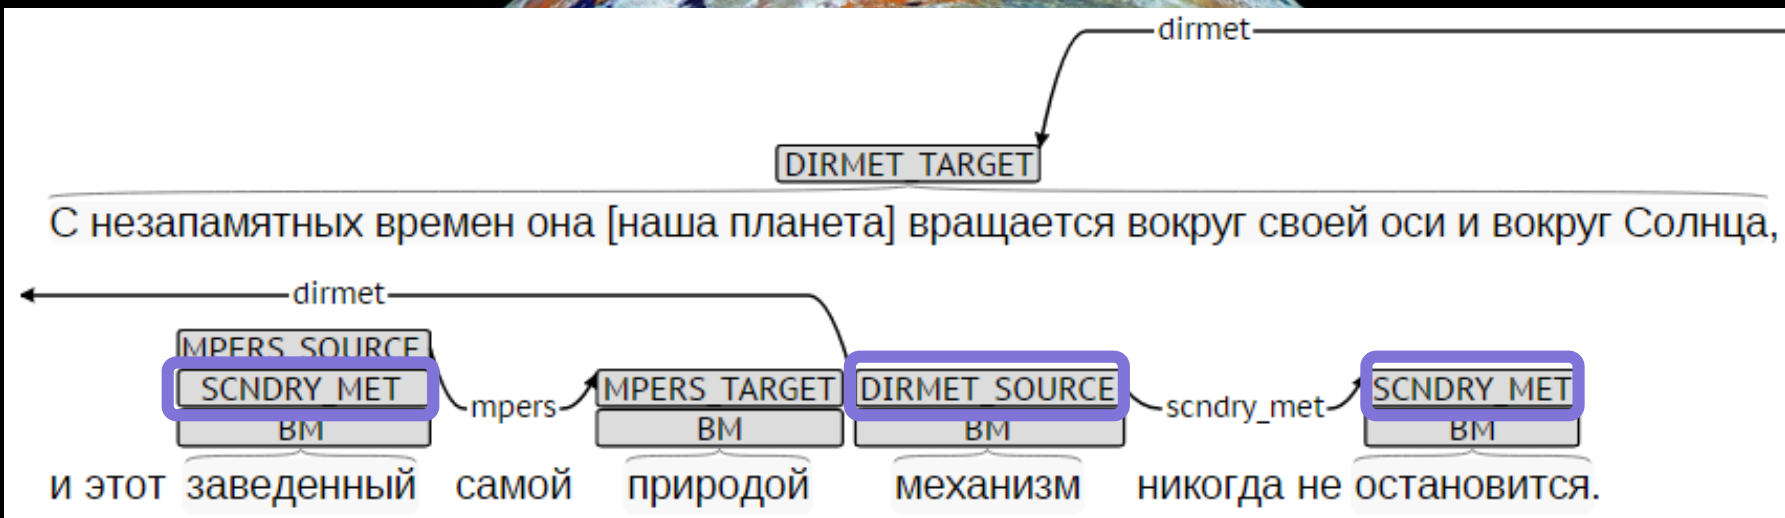 dirmet
DIRMET_TARGET
С незапамятных времен она [наша планета] вращается вокруг своей оси и вокруг Солнца,
dirmet
MPERS_SOURCE
SCNDRY_MET mpers MPERS_TARGET DIRMET_SOURCE scndry_met SCNDRY_MET
BM BM BM BM
и этот заведенный самой природой механизм никогда не остановится.